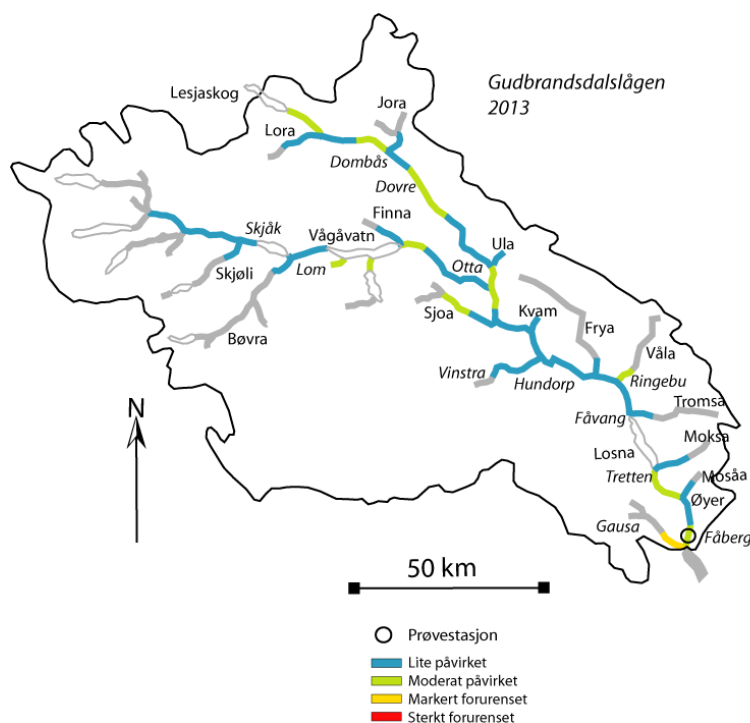 Gudbrandsdalslågen
2013
Lesjaskog
Jora
Lora
Dombås
Dovre
Finna
Skjåk
Vågåvatn
Ula
Otta
Lom
Skjøli
Sjoa
Kvam
Frya
Våla
Bøvra
Vinstra
Hundorp
Ringebu
Tromsa
Fåvang
N
Moksa
Losna
Tretten
Mosåa
Øyer
Gausa
Fåberg
50 km
Prøvestasjon
Lite påvirket
Moderat påvirket
Markert forurenset
Sterkt forurenset